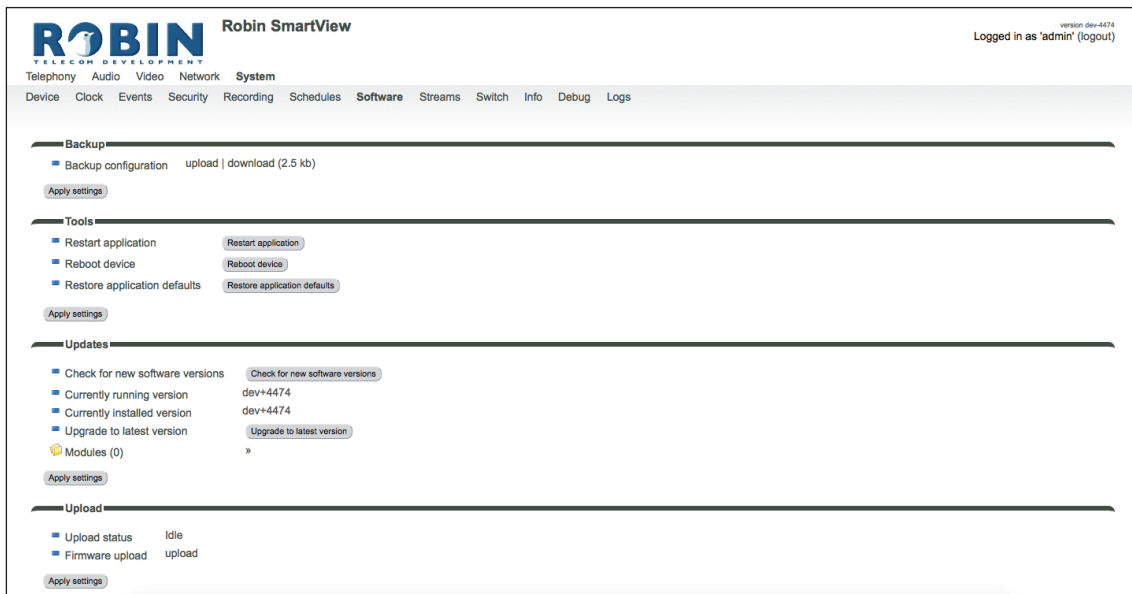 ROBIN
TELECOM DEVELOPMENT
Robin SmartView
version dev-4474
Logged in as 'admin' (logout)
Telephony Audio Video Network System
Device Clock Events Security Recording Schedules Software Streams Switch Info Debug Logs
Backup
Backup configuration upload | download (2.5 kb)
Apply settings
Tools
Restart application Restart application
Reboot device Reboot device
Restore application defaults Restore application defaults
Apply settings
Updates
Check for new software versions Check for new software versions
Currently running version dev+4474
Currently installed version dev+4474
Upgrade to latest version Upgrade to latest version
Modules (0) »
Apply settings
Upload
Upload status Idle
Firmware upload upload
Apply settings